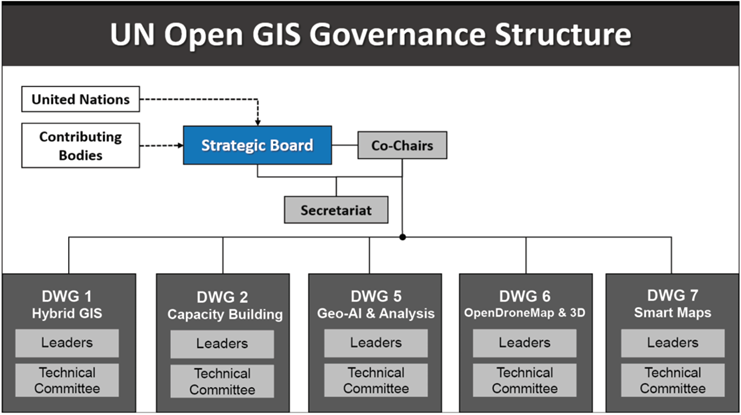 UN Open GIS Governance Structure
United Nations
Contributing
Bodies
Strategic Board
Co-Chairs
Secretariat
DWG 1
Hybrid GIS
Leaders
Technical
Committee
DWG 2
Capacity Building
Leaders
Technical
Committee
DWG 5
Geo-AI & Analysis
Leaders
Technical
Committee
DWG 6
OpenDroneMap & 3D
Leaders
Technical
Committee
DWG 7
Smart Maps
Leaders
Technical
Committee